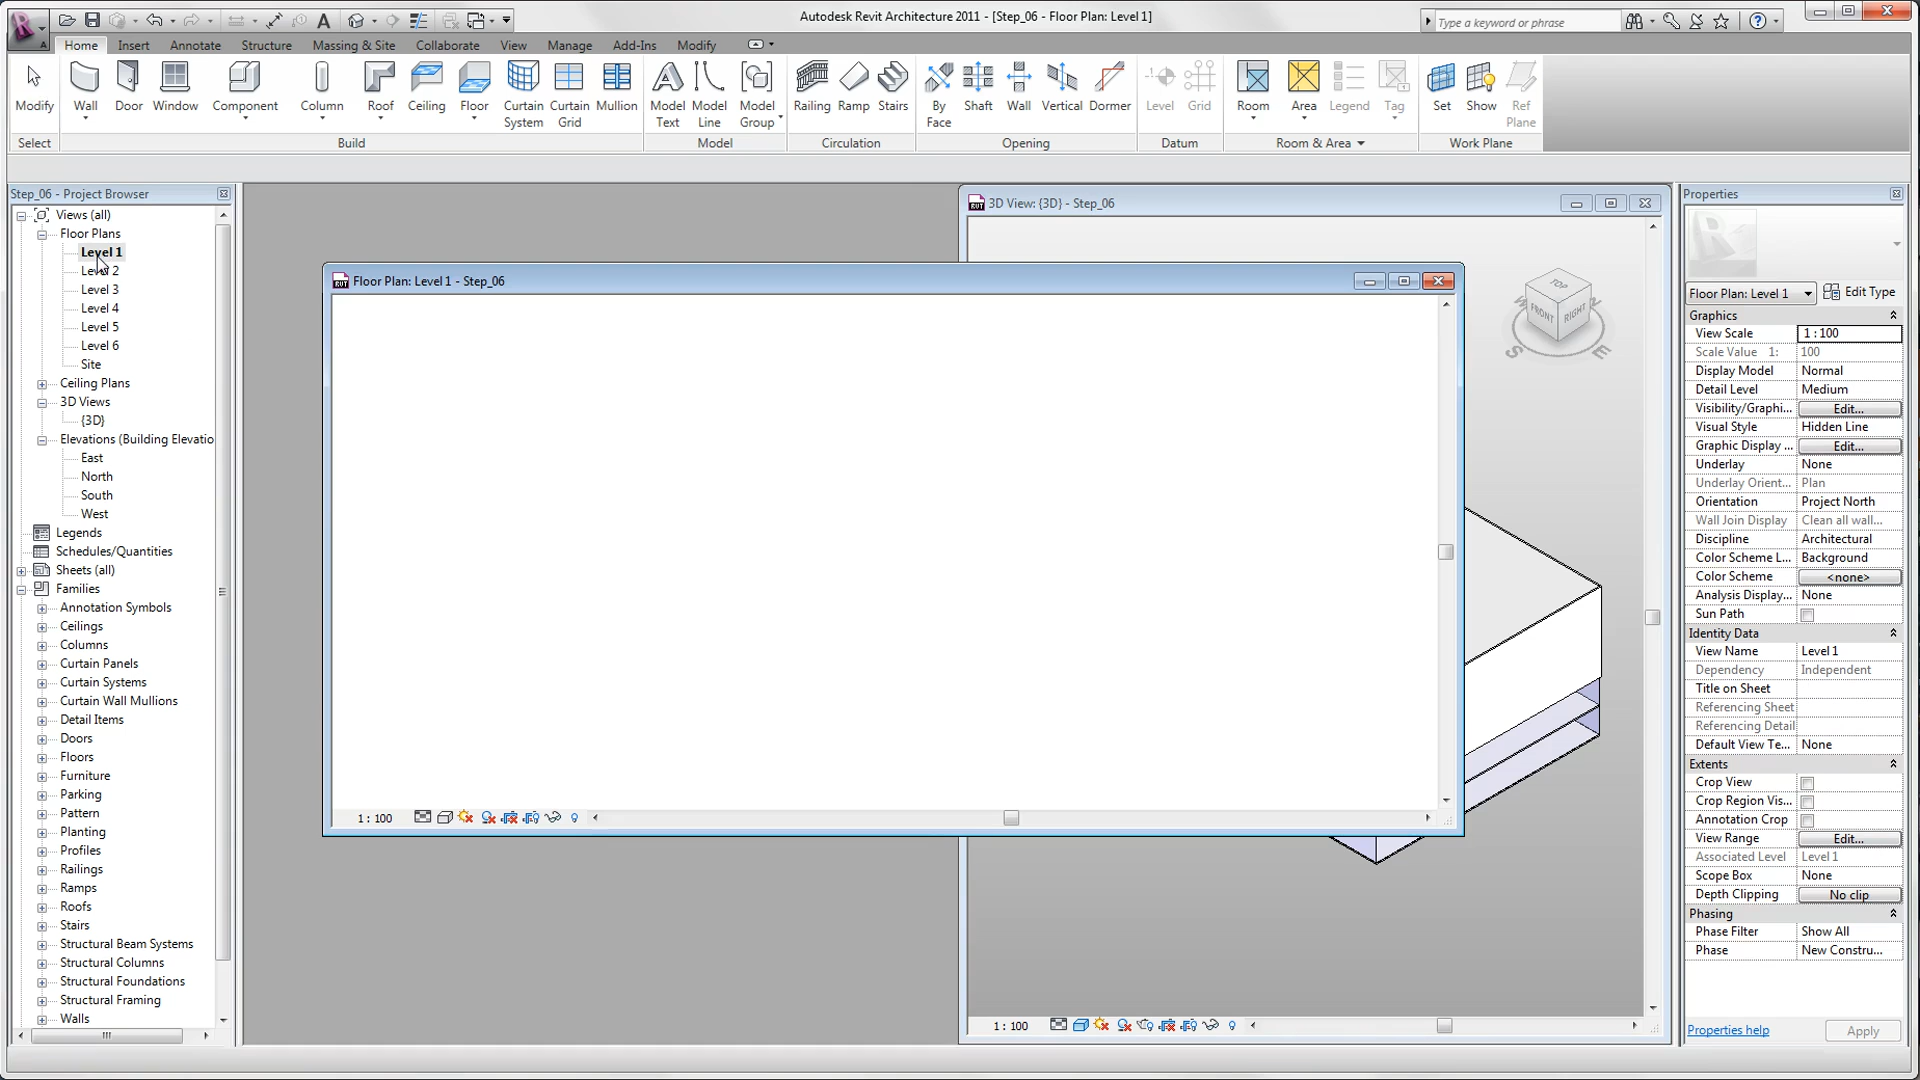 Autodesk Revit Architecture 2011 - [Step_06 - Floor Plan: Level 1]
Type a keyword or phrase
Home Insert Annotate Structure Massing & Site Collaborate View Manage Add-Ins Modify
Modify Wall Door Window Component Column Roof Ceiling Floor Curtain System Curtain Grid Mullion Model Text Model Line Model Group Railing Ramp Stairs By Face Shaft Wall Vertical Dormer Level Grid Room Area Legend Tag Set Show Ref Plane
Select Build Model Circulation Opening Datum Room & Area Work Plane
Step_06 - Project Browser
Views (all)
Floor Plans
Level 1
Level 2
Level 3
Level 4
Level 5
Level 6
Site
Ceiling Plans
3D Views
{3D}
Elevations (Building Elevatio
East
North
South
West
Legends
Schedules/Quantities
Sheets (all)
Families
Annotation Symbols
Ceilings
Columns
Curtain Panels
Curtain Systems
Curtain Wall Mullions
Detail Items
Doors
Floors
Furniture
Parking
Pattern
Planting
Profiles
Railings
Ramps
Roofs
Stairs
Structural Beam Systems
Structural Columns
Structural Foundations
Structural Framing
Walls
3D View: {3D} - Step_06
Floor Plan: Level 1 - Step_06
1 : 100
TOP
FRONT RIGHT
W N
S E
1 : 100
Properties
Floor Plan: Level 1 Edit Type
Graphics
View Scale 1 : 100
Scale Value 1: 100
Display Model Normal
Detail Level Medium
Visibility/Graphi... Edit...
Visual Style Hidden Line
Graphic Display ... Edit...
Underlay None
Underlay Orient... Plan
Orientation Project North
Wall Join Display Clean all wall...
Discipline Architectural
Color Scheme L... Background
Color Scheme <none>
Analysis Display... None
Sun Path
Identity Data
View Name Level 1
Dependency Independent
Title on Sheet
Referencing Sheet
Referencing Detail
Default View Te... None
Extents
Crop View
Crop Region Vis...
Annotation Crop
View Range Edit...
Associated Level Level 1
Scope Box None
Depth Clipping No clip
Phasing
Phase Filter Show All
Phase New Constru...
Properties help Apply